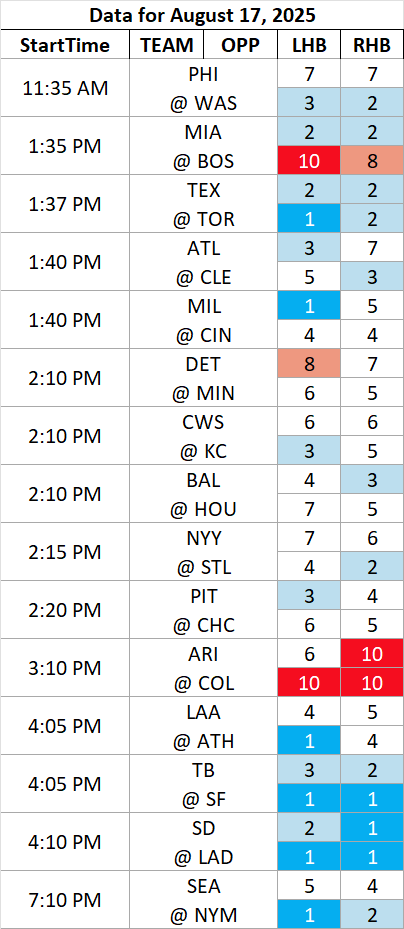 Data for August 17, 2025
StartTime TEAM OPP LHB RHB
11:35 AM PHI 7 7
@ WAS 3 2
1:35 PM MIA 2 2
@ BOS 10 8
1:37 PM TEX 2 2
@ TOR 1 2
1:40 PM ATL 3 7
@ CLE 5 3
1:40 PM MIL 1 5
@ CIN 4 4
2:10 PM DET 8 7
@ MIN 6 5
2:10 PM CWS 6 6
@ KC 3 5
2:10 PM BAL 4 3
@ HOU 7 5
2:15 PM NYY 7 6
@ STL 4 2
2:20 PM PIT 3 4
@ CHC 6 5
3:10 PM ARI 6 10
@ COL 10 10
4:05 PM LAA 4 5
@ ATH 1 4
4:05 PM TB 3 2
@ SF 1 1
4:10 PM SD 2 1
@ LAD 1 1
7:10 PM SEA 5 4
@ NYM 1 2